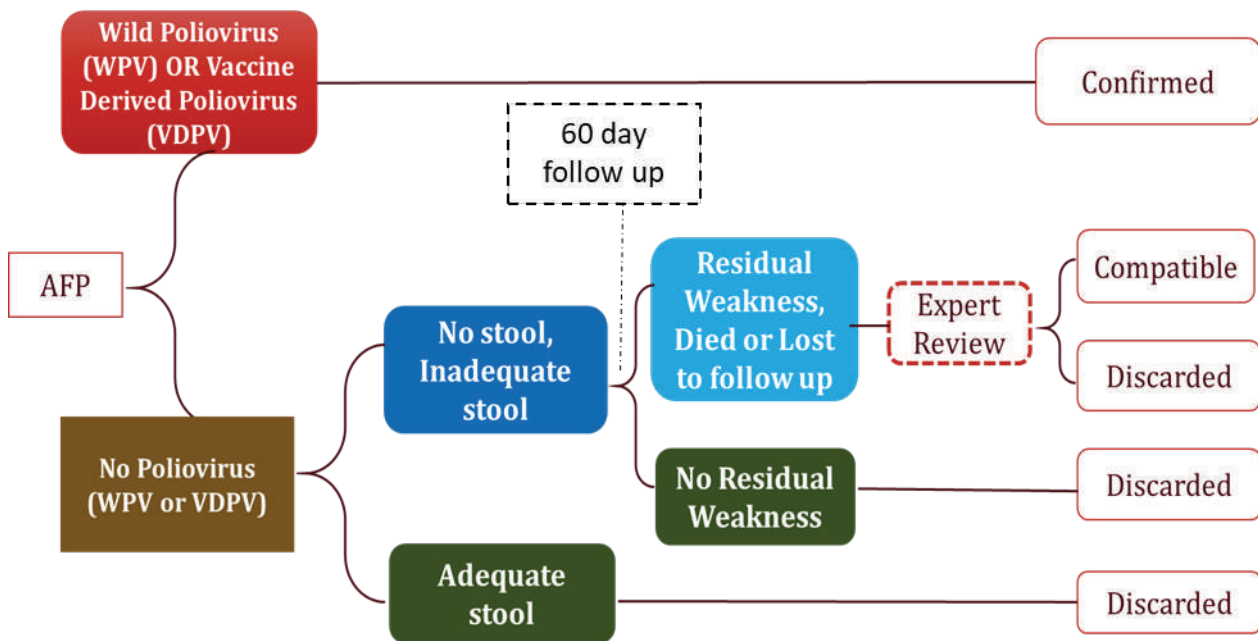 Wild Poliovirus
(WPV) OR Vaccine
Derived Poliovirus
(VDPV)
Confirmed
60 day
follow up
AFP
Residual
Weakness,
Died or Lost
to follow up
Expert
Review
Compatible
Discarded
No stool,
Inadequate
stool
No Poliovirus
(WPV or VDPV)
No Residual
Weakness
Discarded
Adequate
stool
Discarded